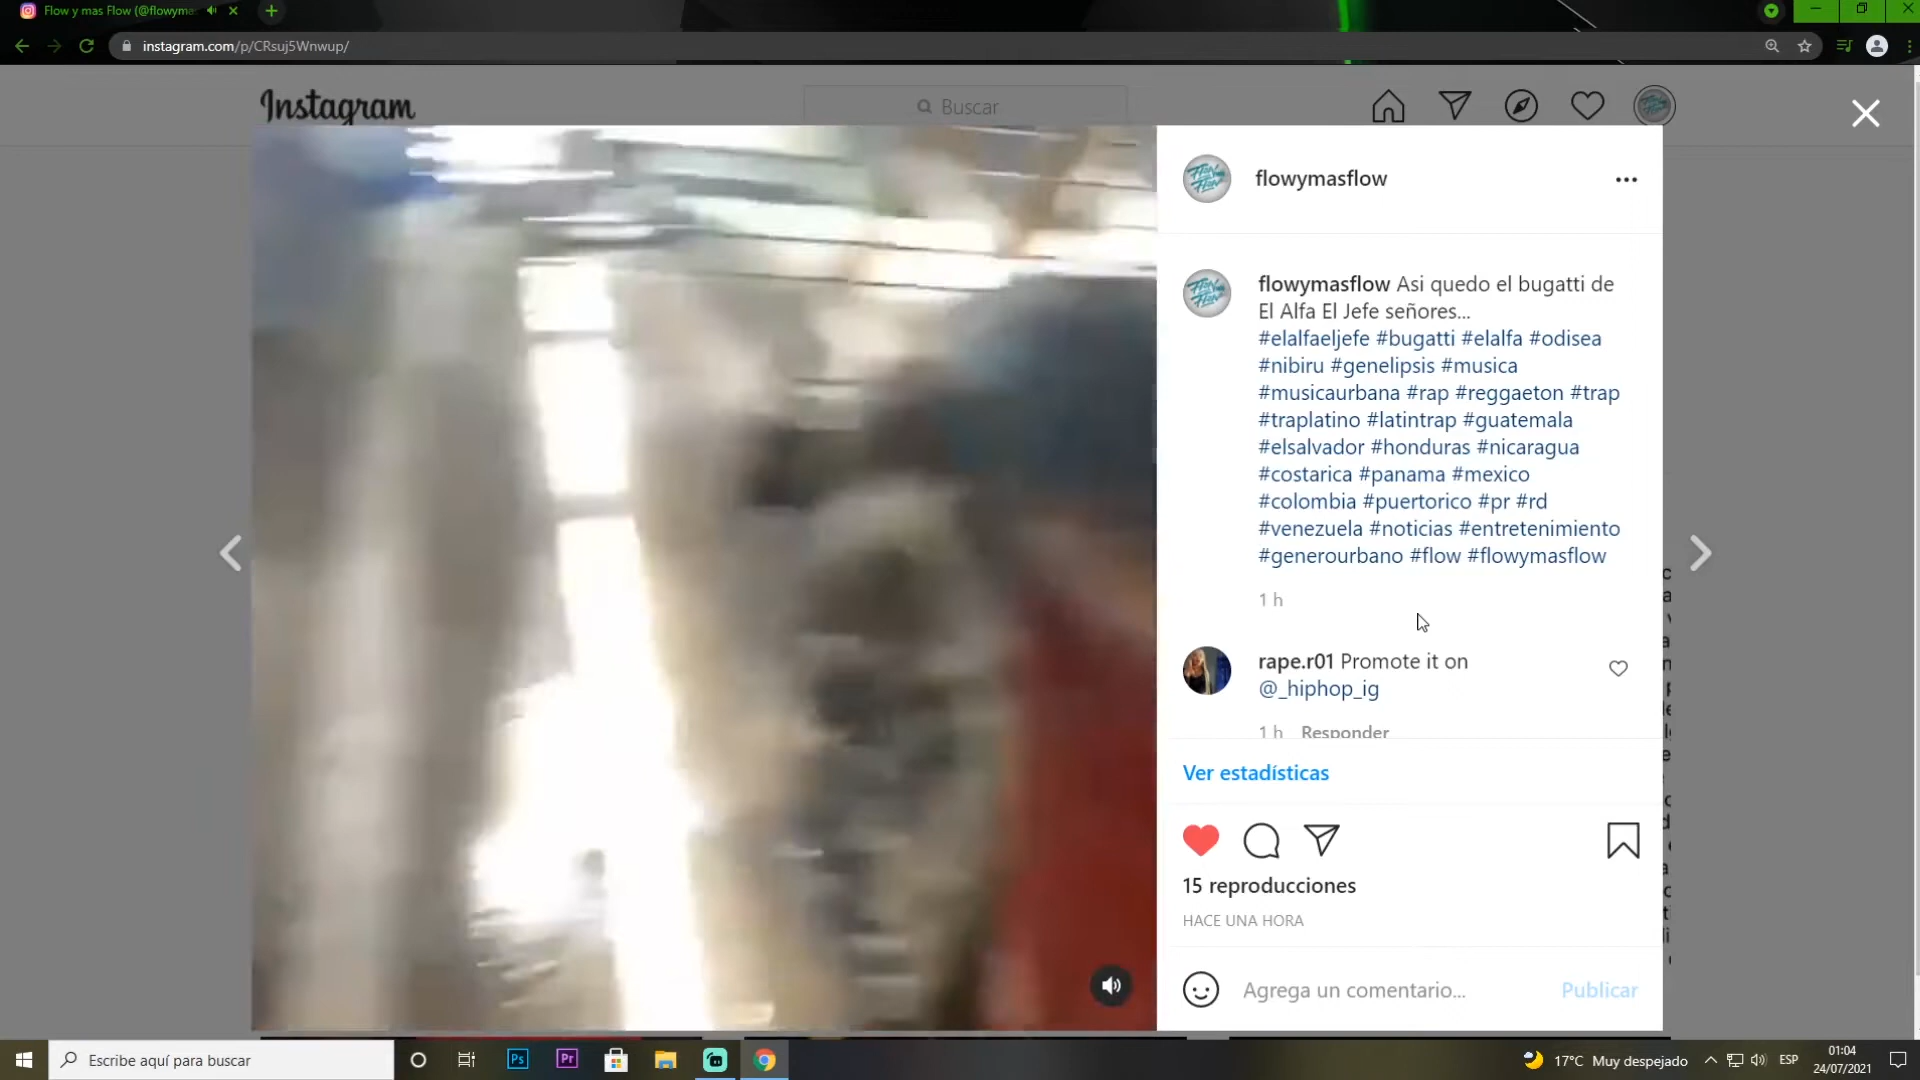 Flow y mas Flow (@flowyma
instagram.com/p/CRsuj5Wnwup/
Instagram
Buscar
flowymasflow
flowymasflow Asi quedo el bugatti de
El Alfa El Jefe señores...
#elalfaeljefe #bugatti #elalfa #odisea
#nibiru #genelipsis #musica
#musicaurbana #rap #reggaeton #trap
#traplatino #latintrap #guatemala
#elsalvador #honduras #nicaragua
#costarica #panama #mexico
#colombia #puertorico #pr #rd
#venezuela #noticias #entretenimiento
#generourbano #flow #flowymasflow
1 h
rape.r01 Promote it on
@_hiphop_ig
1 h Responder
Ver estadísticas
15 reproducciones
HACE UNA HORA
Agrega un comentario...
Publicar
Escribe aquí para buscar
Ps
Pr
17°C Muy despejado
ESP
01:04
24/07/2021